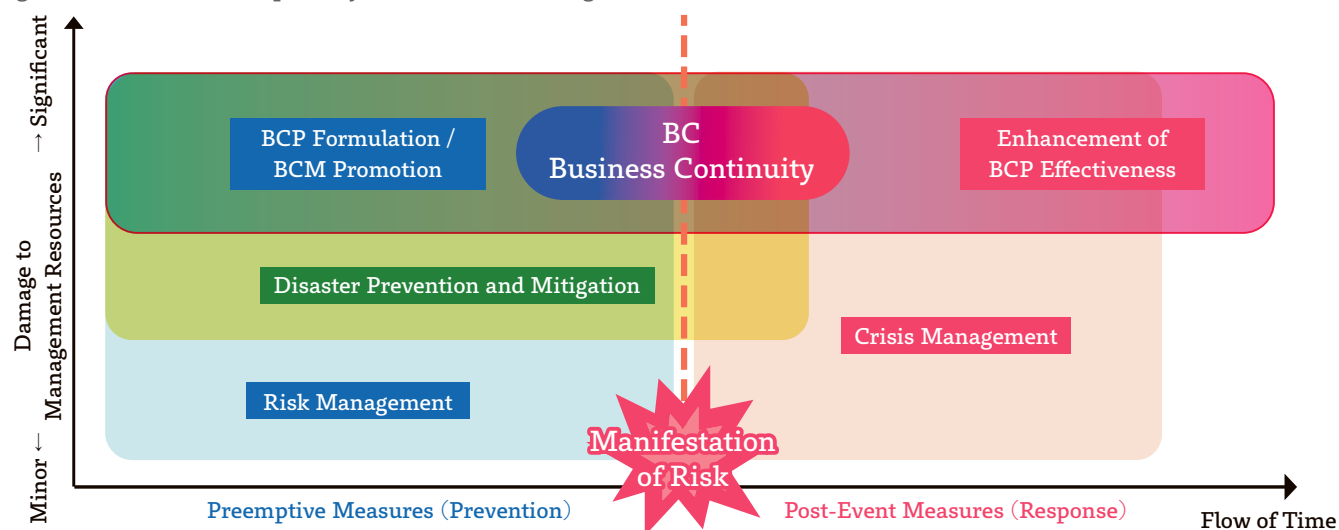 → Significant
Damage to
Management Resources
Minor ←
BCP Formulation /
BCM Promotion
BC
Business Continuity
Enhancement of
BCP Effectiveness
Disaster Prevention and Mitigation
Crisis Management
Risk Management
Manifestation
of Risk
Preemptive Measures（Prevention）
Post-Event Measures（Response）
Flow of Time